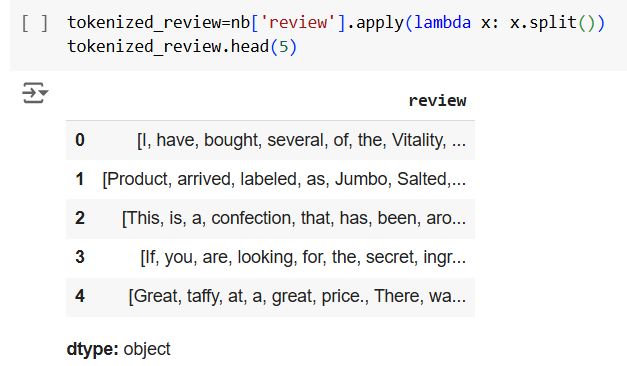 [ ] tokenized_review=nb['review'].apply(lambda x: x.split())
tokenized_review.head(5)
review
0 [I, have, bought, several, of, the, Vitality, ...
1 [Product, arrived, labeled, as, Jumbo, Salted,...
2 [This, is, a, confection, that, has, been, aro...
3 [If, you, are, looking, for, the, secret, ingr...
4 [Great, taffy, at, a, great, price., There, wa...
dtype: object